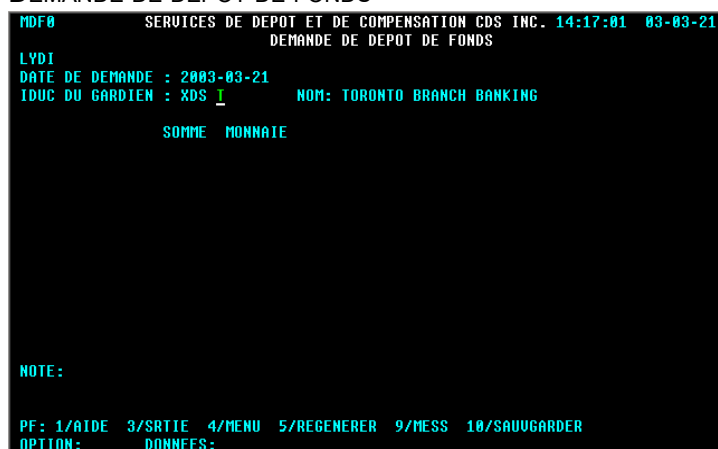 DEMANDE DE DEPOT DE FONDS
MDF0 SERVICES DE DEPOT ET DE COMPENSATION CDS INC. 14:17:01 03-03-21
DEMANDE DE DEPOT DE FONDS
LYDI
DATE DE DEMANDE : 2003-03-21
IDUC DU GARDIEN : XDS T NOM: TORONTO BRANCH BANKING
SOMME MONNAIE
NOTE:
PF: 1/AIDE 3/SRTIE 4/MENU 5/REGENERER 9/MESS 10/SAUVGARDER
OPTION: DONNEES: